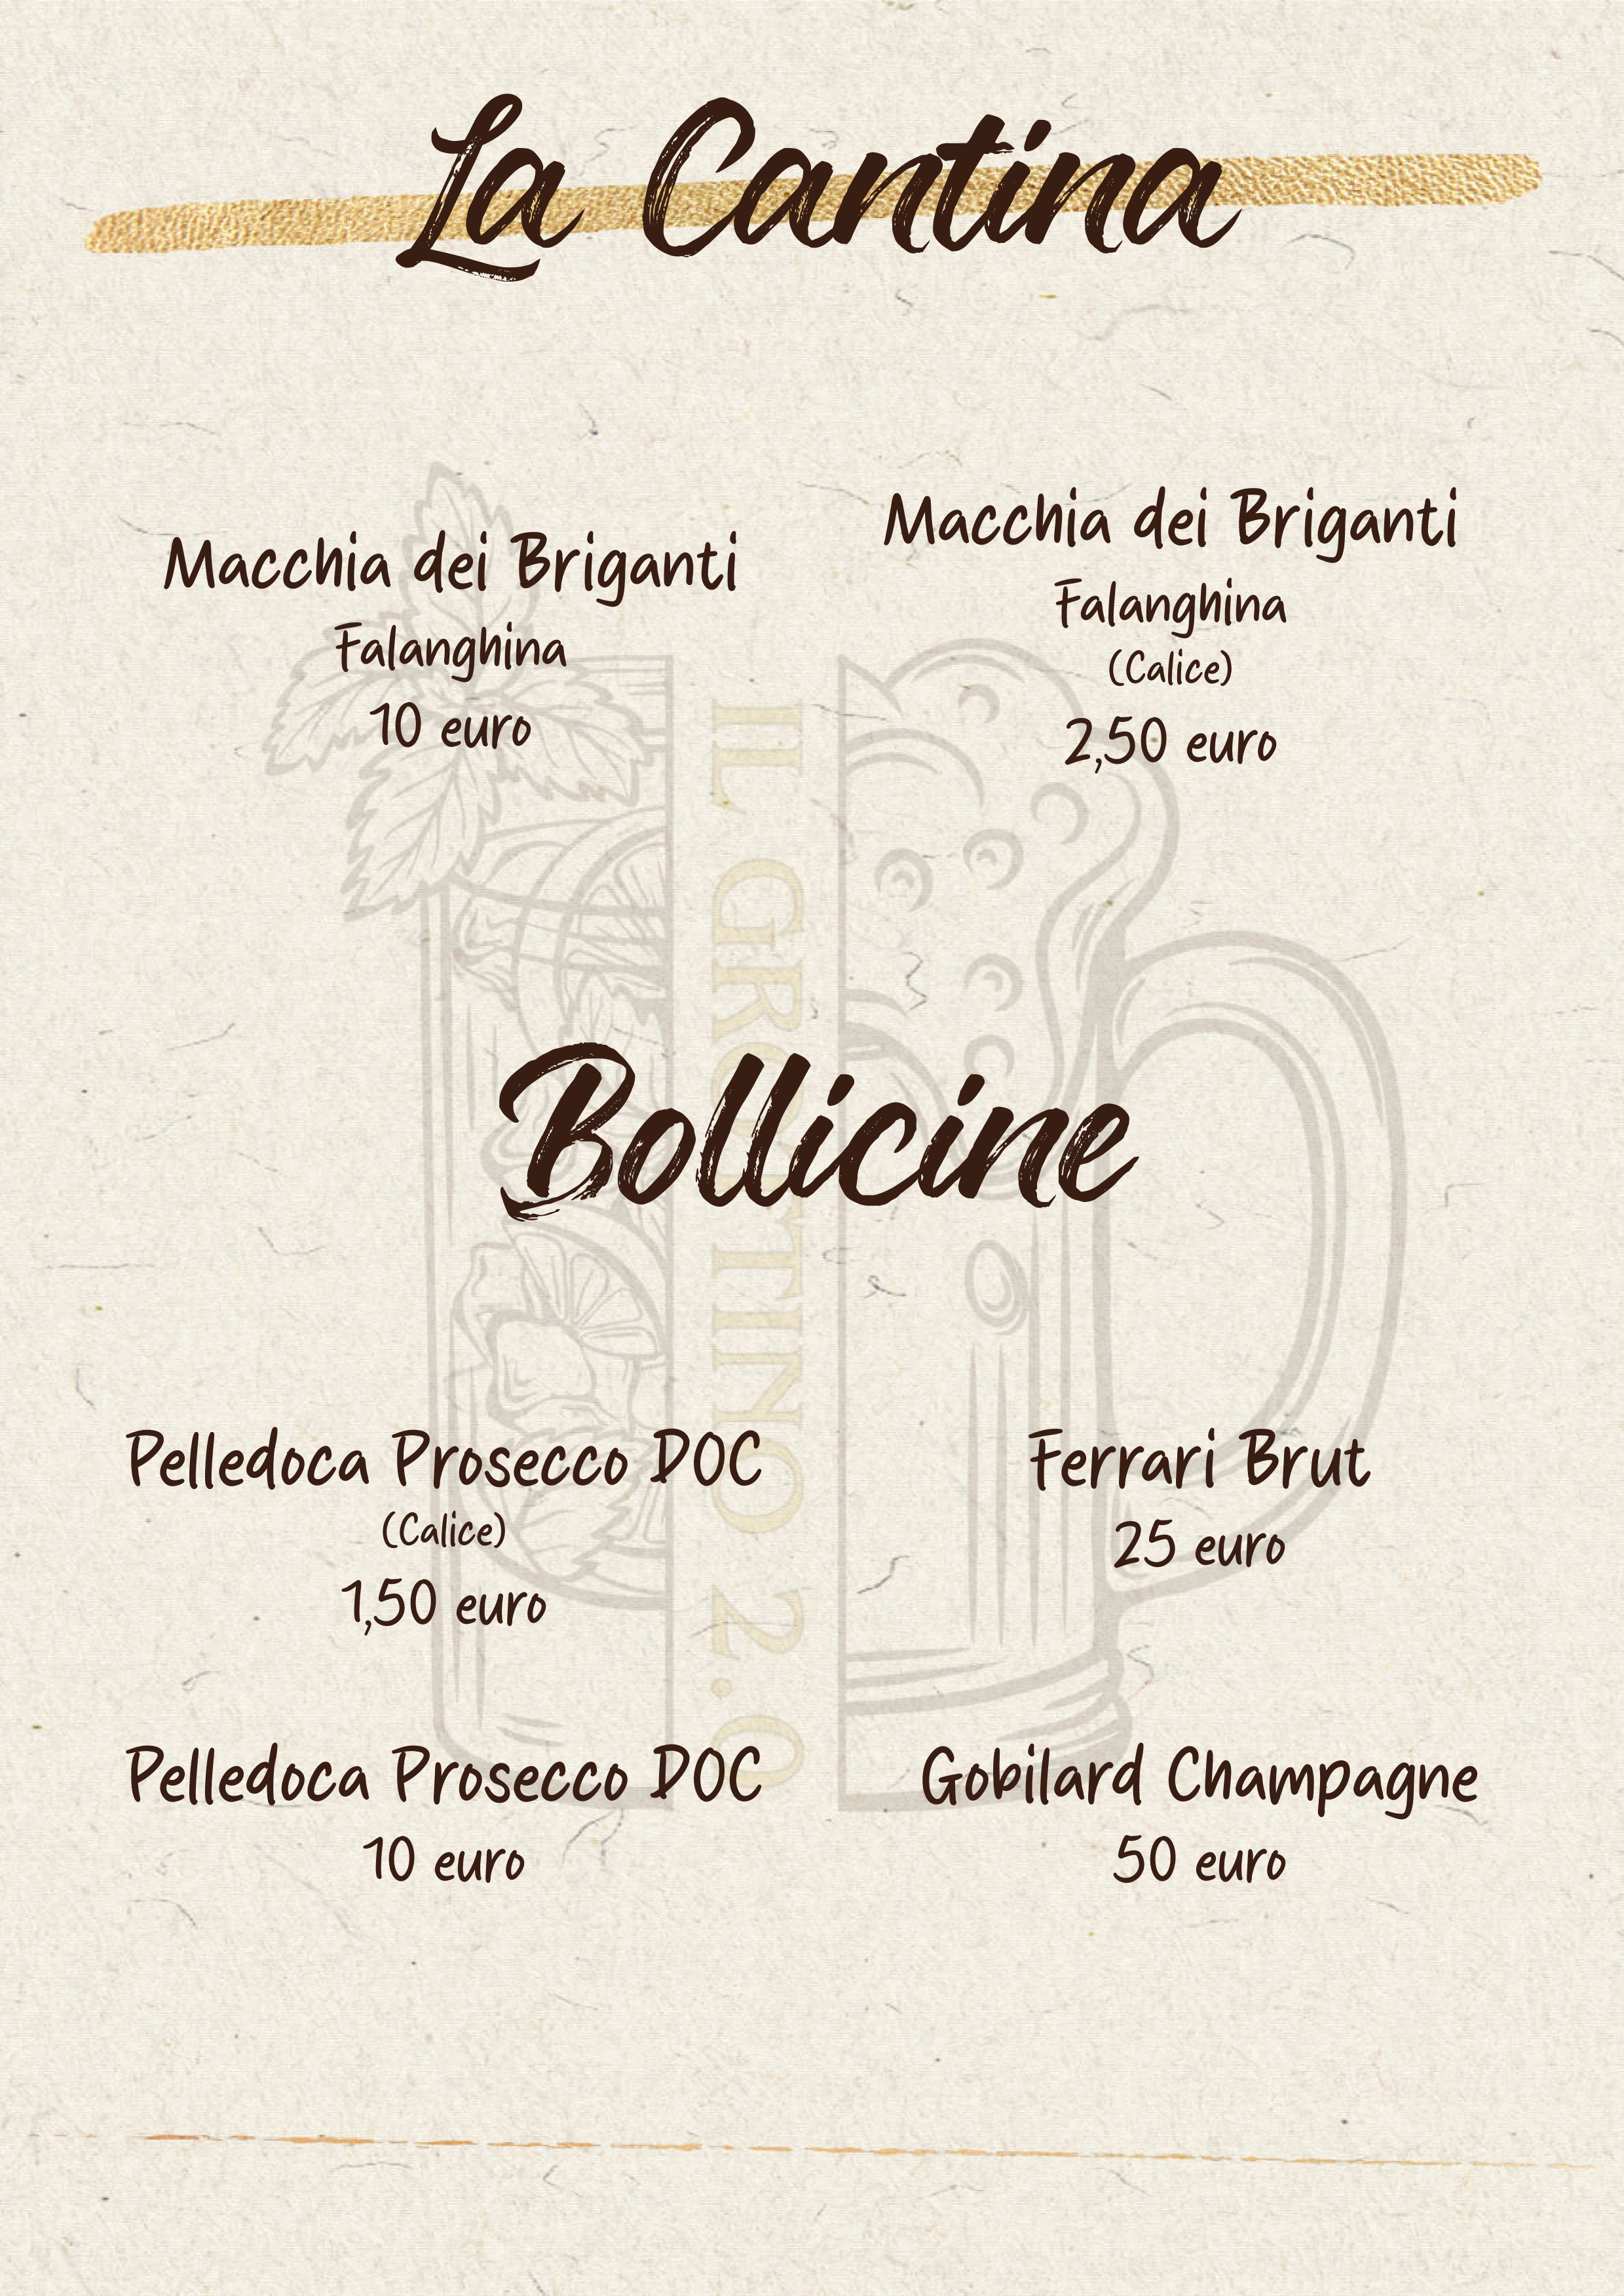 La Cantina
Macchia dei Briganti
Falanghina
10 euro
Macchia dei Briganti
Falanghina
(Calice)
2,50 euro
IL GROTTINO 2.0
Bollicine
Pelledoca Prosecco DOC
(Calice)
1,50 euro
Ferrari Brut
25 euro
Pelledoca Prosecco DOC
10 euro
Gobilard Champagne
50 euro